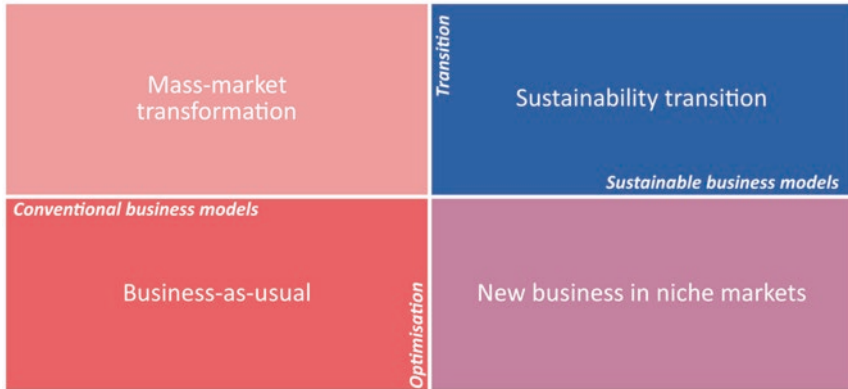 Mass-market
transformation
Transition
Sustainability transition
Sustainable business models
Conventional business models
Business-as-usual
Optimisation
New business in niche markets